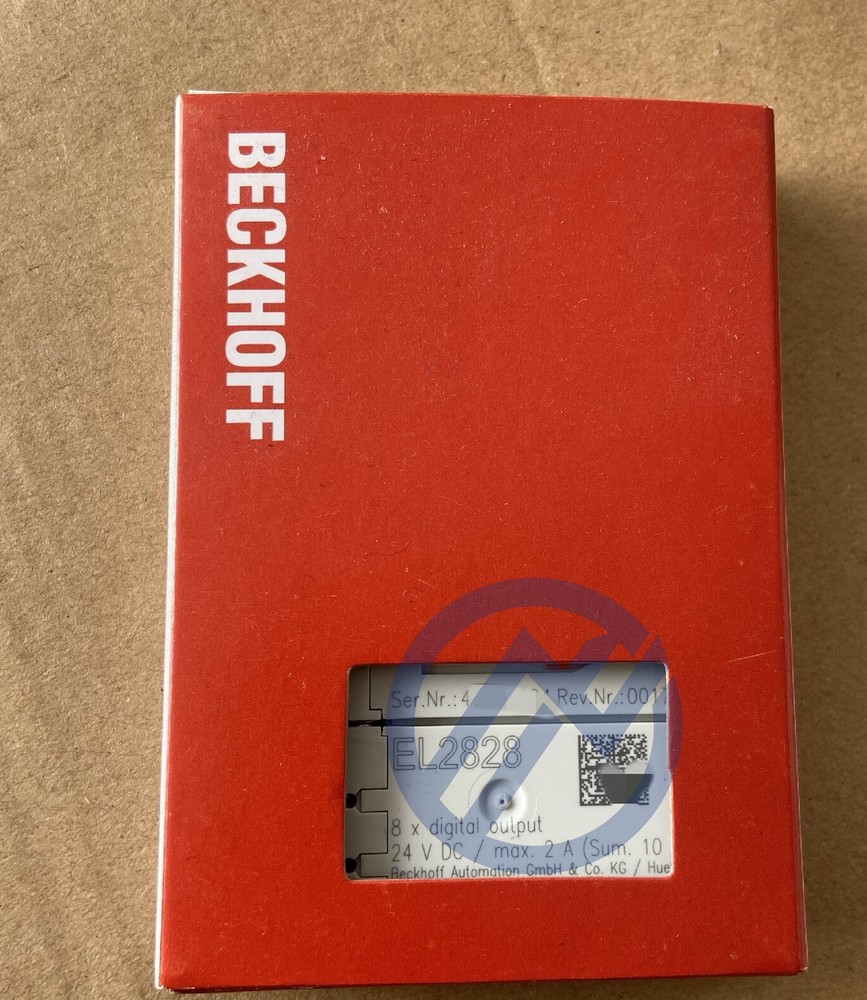 BECKHOFF
Ser.Nr.:4 Rev.Nr.:0017
EL2828
8 x digital output
24 V DC / max. 2 A (Sum. 10
Beckhoff Automation GmbH & Co. KG / Hue